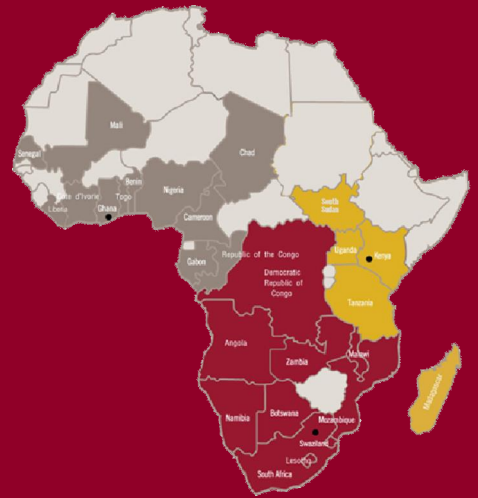 Mali
Senegal
Chad
Benin
Nigeria
Côte d'Ivorie
Togo
Ghana
Liberia
Cameroon
South
Sudan
Uganda
Kenya
Gabon
Republic of the Congo
Democratic
Republic of
Congo
Tanzania
Angola
Malawi
Zambia
Madagascar
Namibia
Botswana
Mozambique
Swaziland
Lesotho
South Africa